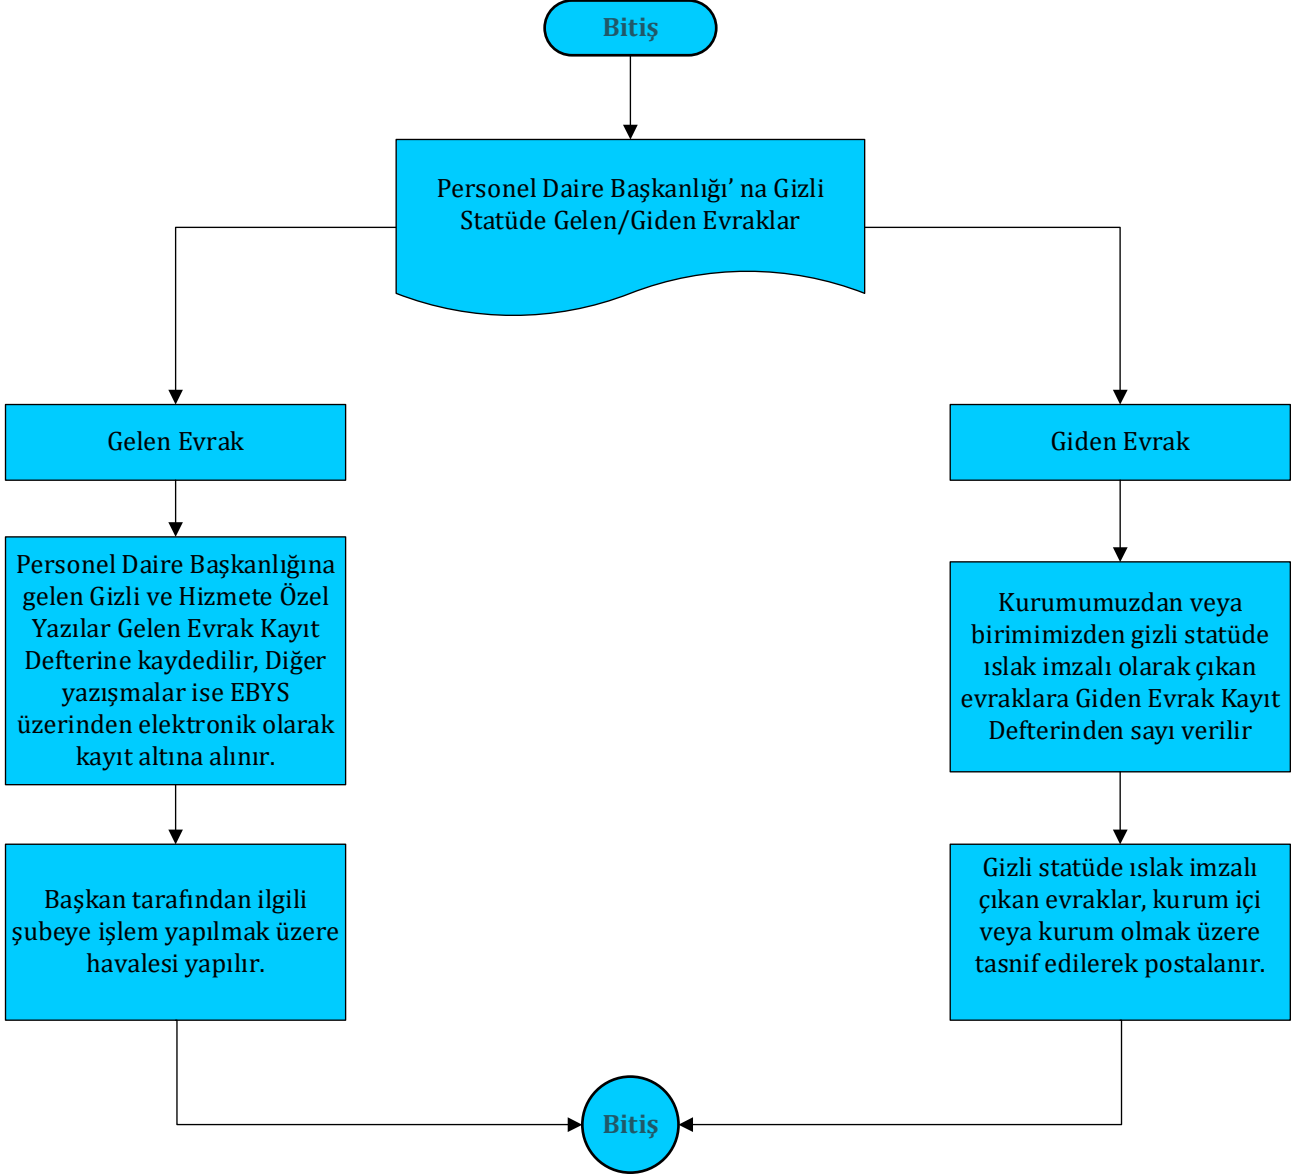 Bitiş
Personel Daire Başkanlığı’ na Gizli
Statüde Gelen/Giden Evraklar
Gelen Evrak
Giden Evrak
Personel Daire Başkanlığına
gelen Gizli ve Hizmete Özel
Yazılar Gelen Evrak Kayıt
Defterine kaydedilir, Diğer
yazışmalar ise EBYS
üzerinden elektronik olarak
kayıt altına alınır.
Kurumumuzdan veya
birimimizden gizli statüde
ıslak imzalı olarak çıkan
evraklara Giden Evrak Kayıt
Defterinden sayı verilir
Başkan tarafından ilgili
şubeye işlem yapılmak üzere
havalesi yapılır.
Gizli statüde ıslak imzalı
çıkan evraklar, kurum içi
veya kurum olmak üzere
tasnif edilerek postalanır.
Bitiş